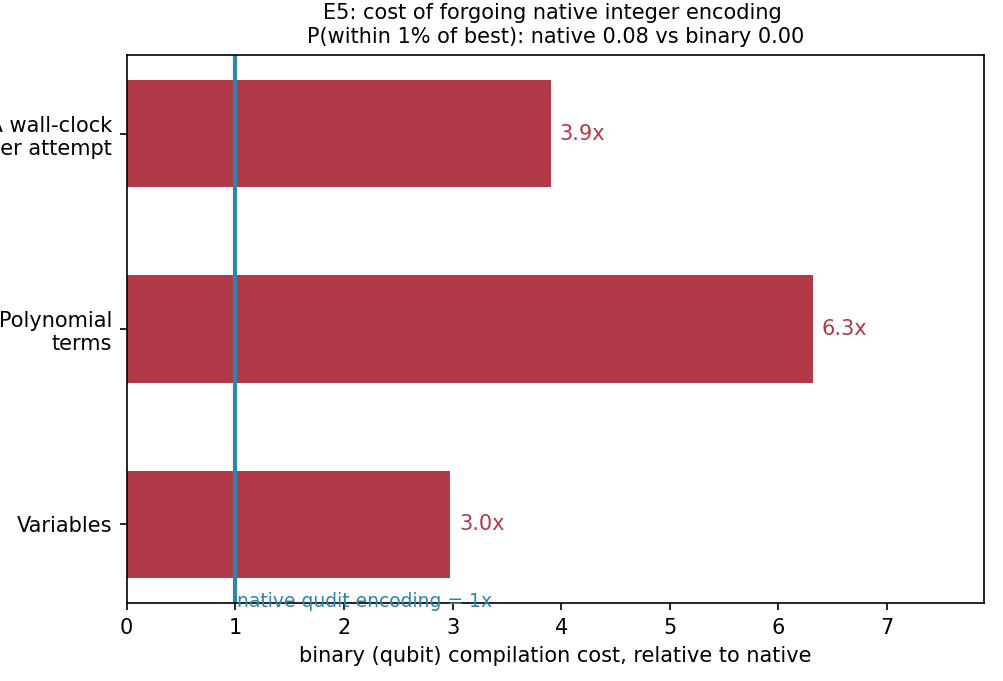 E5: cost of forgoing native integer encoding
P(within 1% of best): native 0.08 vs binary 0.00
wall-clock
er attempt
3.9x
Polynomial
terms
6.3x
Variables
3.0x
native qudit encoding = 1x
0 1 2 3 4 5 6 7
binary (qubit) compilation cost, relative to native